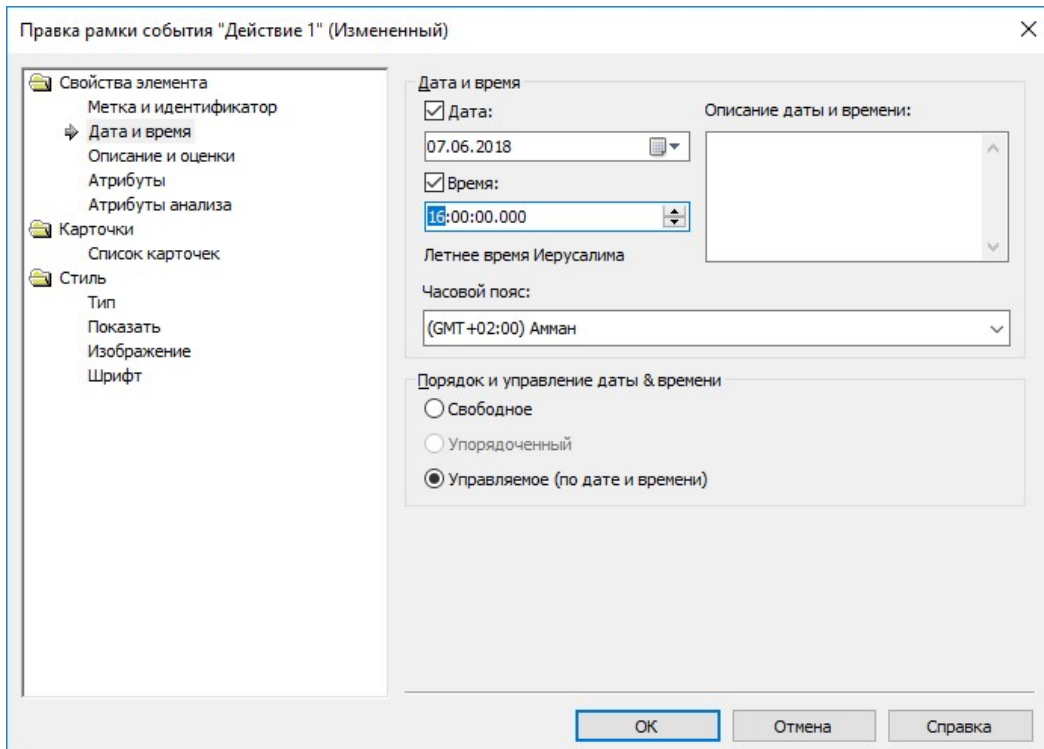 Правка рамки события "Действие 1" (Измененный)
Свойства элемента
Метка и идентификатор
Дата и время
Описание и оценки
Атрибуты
Атрибуты анализа
Карточки
Список карточек
Стиль
Тип
Показать
Изображение
Шрифт
Дата и время
Дата:
07.06.2018
Время:
16:00:00.000
Летнее время Иерусалима
Описание даты и времени:
Часовой пояс:
(GMT+02:00) Амман
Порядок и управление даты & времени
Свободное
Упорядоченный
Управляемое (по дате и времени)
OK
Отмена
Справка